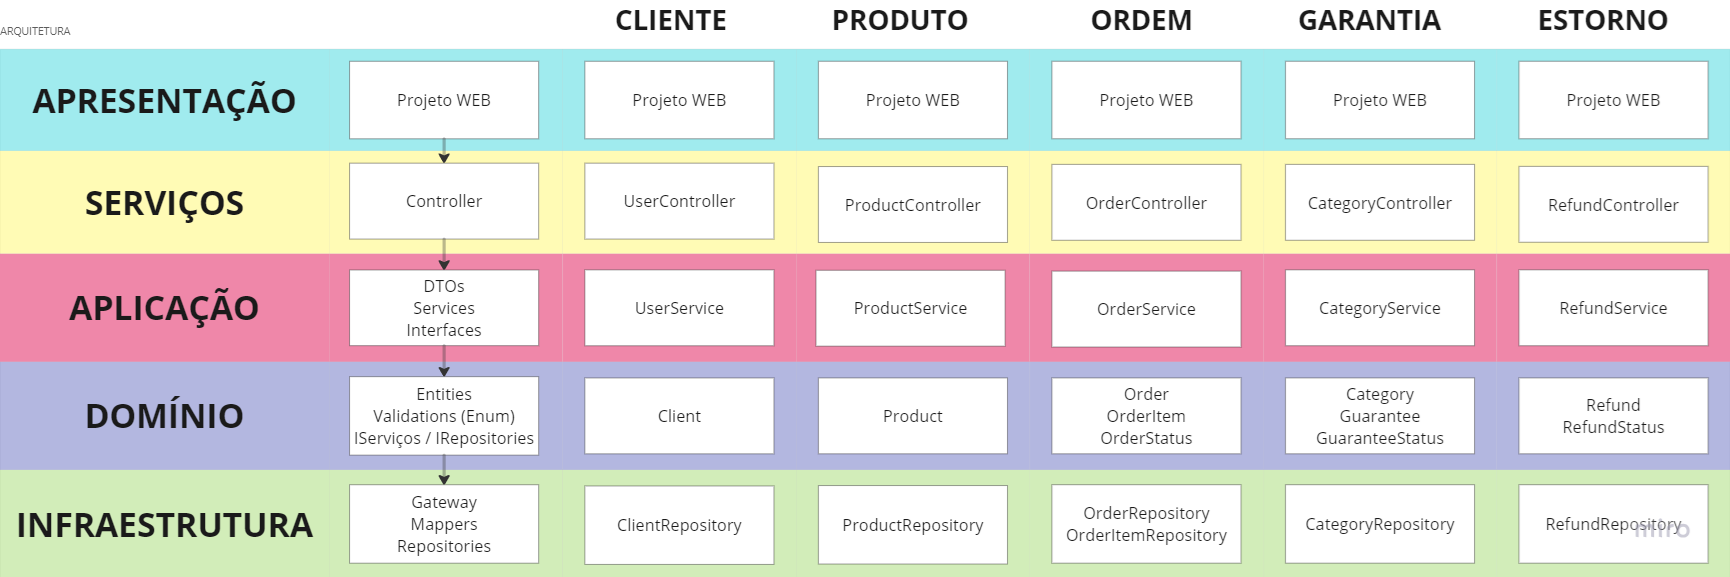 ARQUITETURA
CLIENTE
PRODUTO
ORDEM
GARANTIA
ESTORNO
APRESENTAÇÃO
Projeto WEB
Projeto WEB
Projeto WEB
Projeto WEB
Projeto WEB
Projeto WEB
SERVIÇOS
Controller
UserController
ProductController
OrderController
CategoryController
RefundController
APLICAÇÃO
DTOs
Services
Interfaces
UserService
ProductService
OrderService
CategoryService
RefundService
DOMÍNIO
Entities
Validations (Enum)
IServiços / IRepositories
Client
Product
Order
OrderItem
OrderStatus
Category
Guarantee
GuaranteeStatus
Refund
RefundStatus
INFRAESTRUTURA
Gateway
Mappers
Repositories
ClientRepository
ProductRepository
OrderRepository
OrderItemRepository
CategoryRepository
RefundRepository
miro